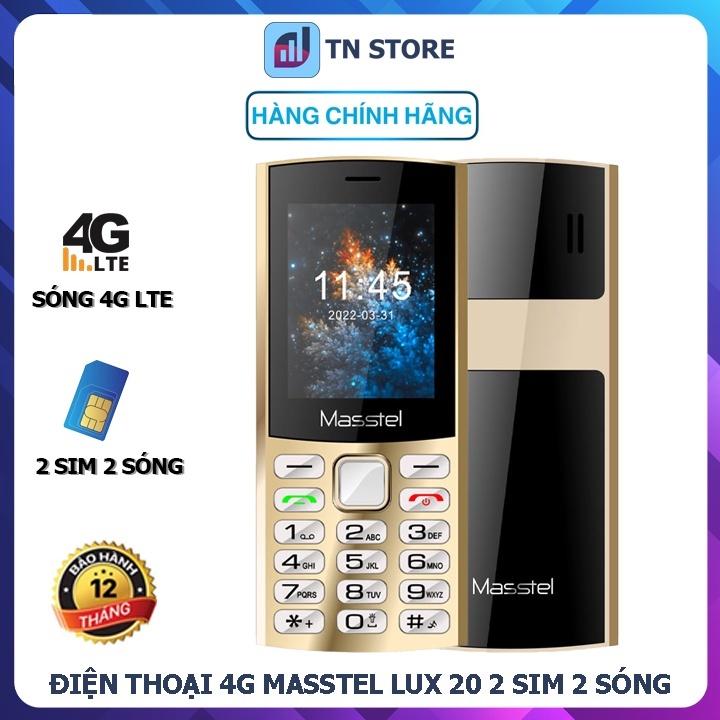 TN STORE
HÀNG CHÍNH HÃNG
4G
LTE
SÓNG 4G LTE
2 SIM 2 SÓNG
BẢO HÀNH
12
THÁNG
11:45
2022-03-31
Masstel
1
2 ABC
3 DEF
4 GHI
5 JKL
6 MNO
7 PQRS
8 TUV
9 WXYZ
* +
0
#
Masstel
ĐIỆN THOẠI 4G MASSTEL LUX 20 2 SIM 2 SÓNG